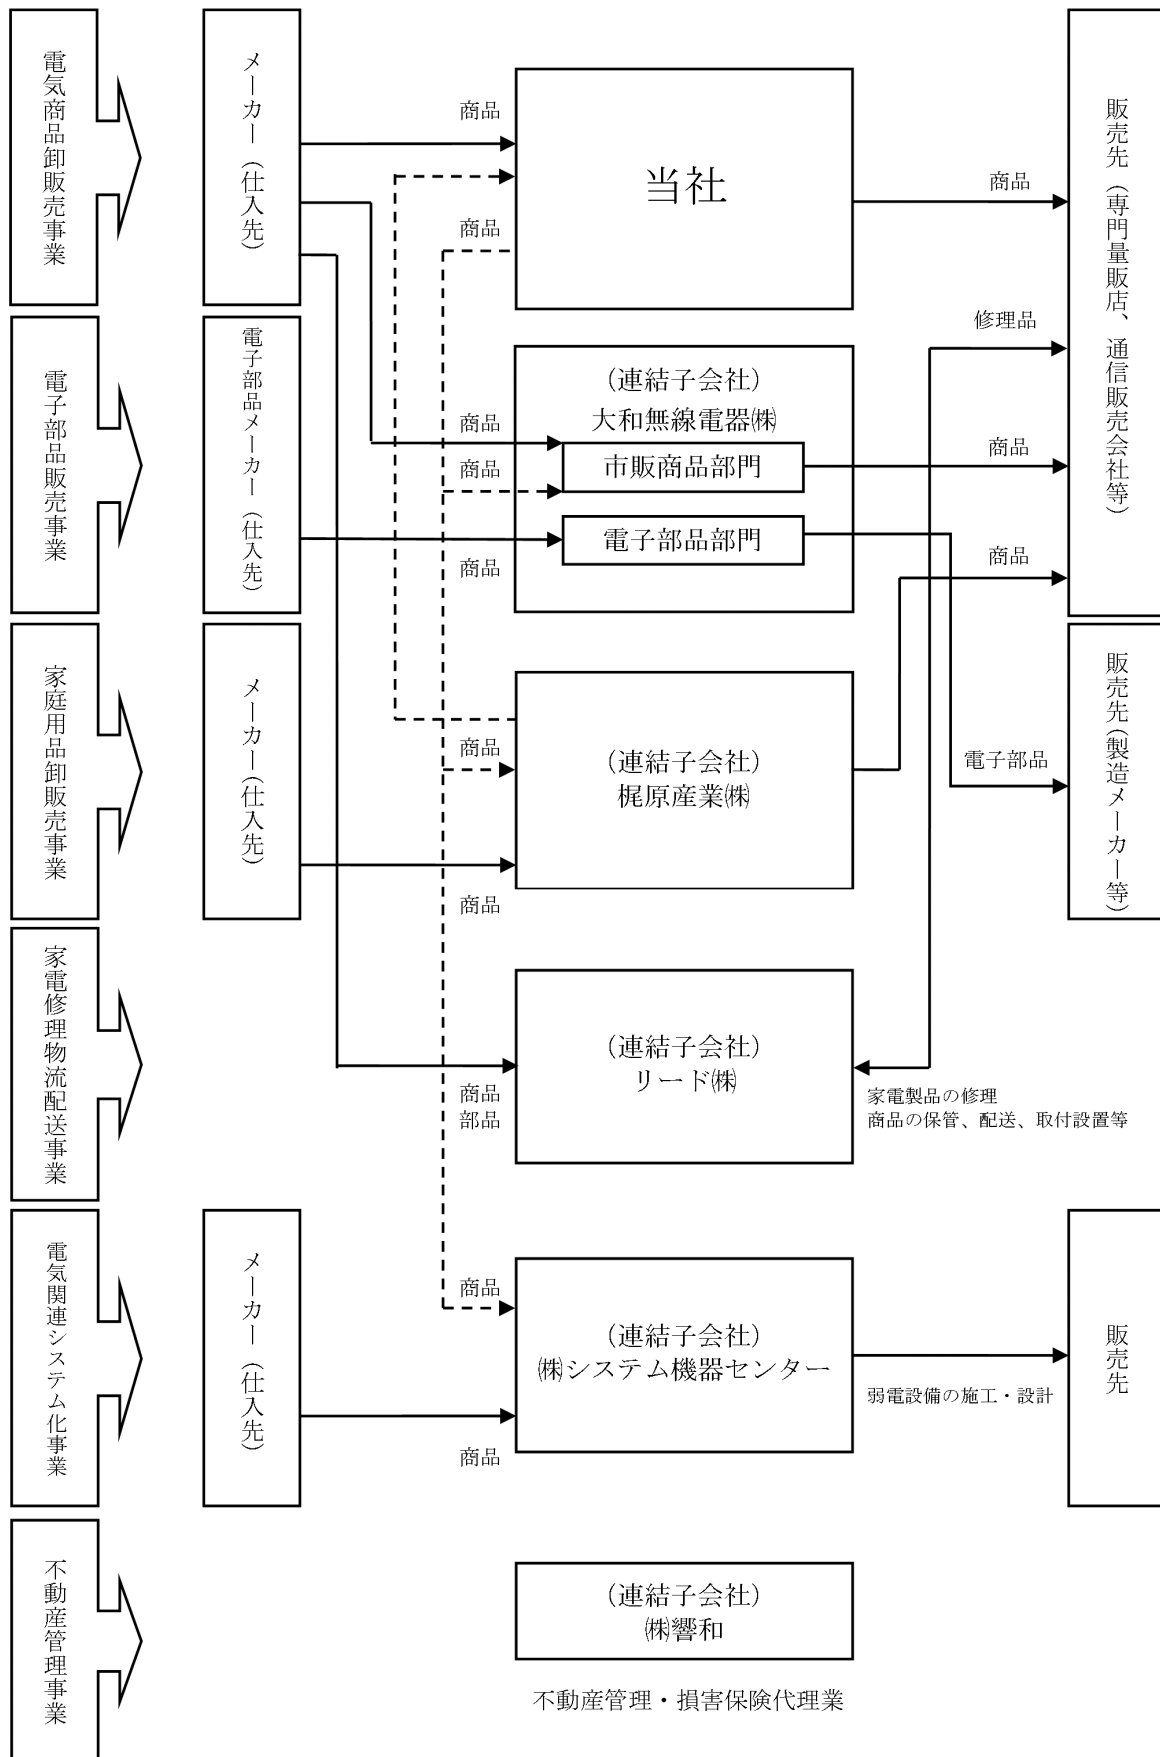 電気商品卸販売事業
メーカー（仕入先）
商品
当社
商品
商品
販売先（専門量販店、通信販売会社等）
電子部品販売事業
電子部品メーカー（仕入先）
（連結子会社）
大和無線電器㈱
商品
市販商品部門
商品
電子部品部門
商品
修理品
商品
商品
家庭用品卸販売事業
メーカー(仕入先)
商品
（連結子会社）
梶原産業㈱
商品
電子部品
販売先(製造メーカー等)
家電修理物流配送事業
（連結子会社）
リード㈱
商品
部品
家電製品の修理
商品の保管、配送、取付設置等
電気関連システム化事業
メーカー（仕入先）
商品
（連結子会社）
㈱システム機器センター
商品
弱電設備の施工・設計
販売先
不動産管理事業
（連結子会社）
㈱響和
不動産管理・損害保険代理業